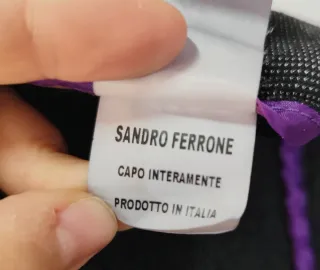 SANDRO FERRONE
CAPO INTERAMENTE
PRODOTTO IN ITALIA